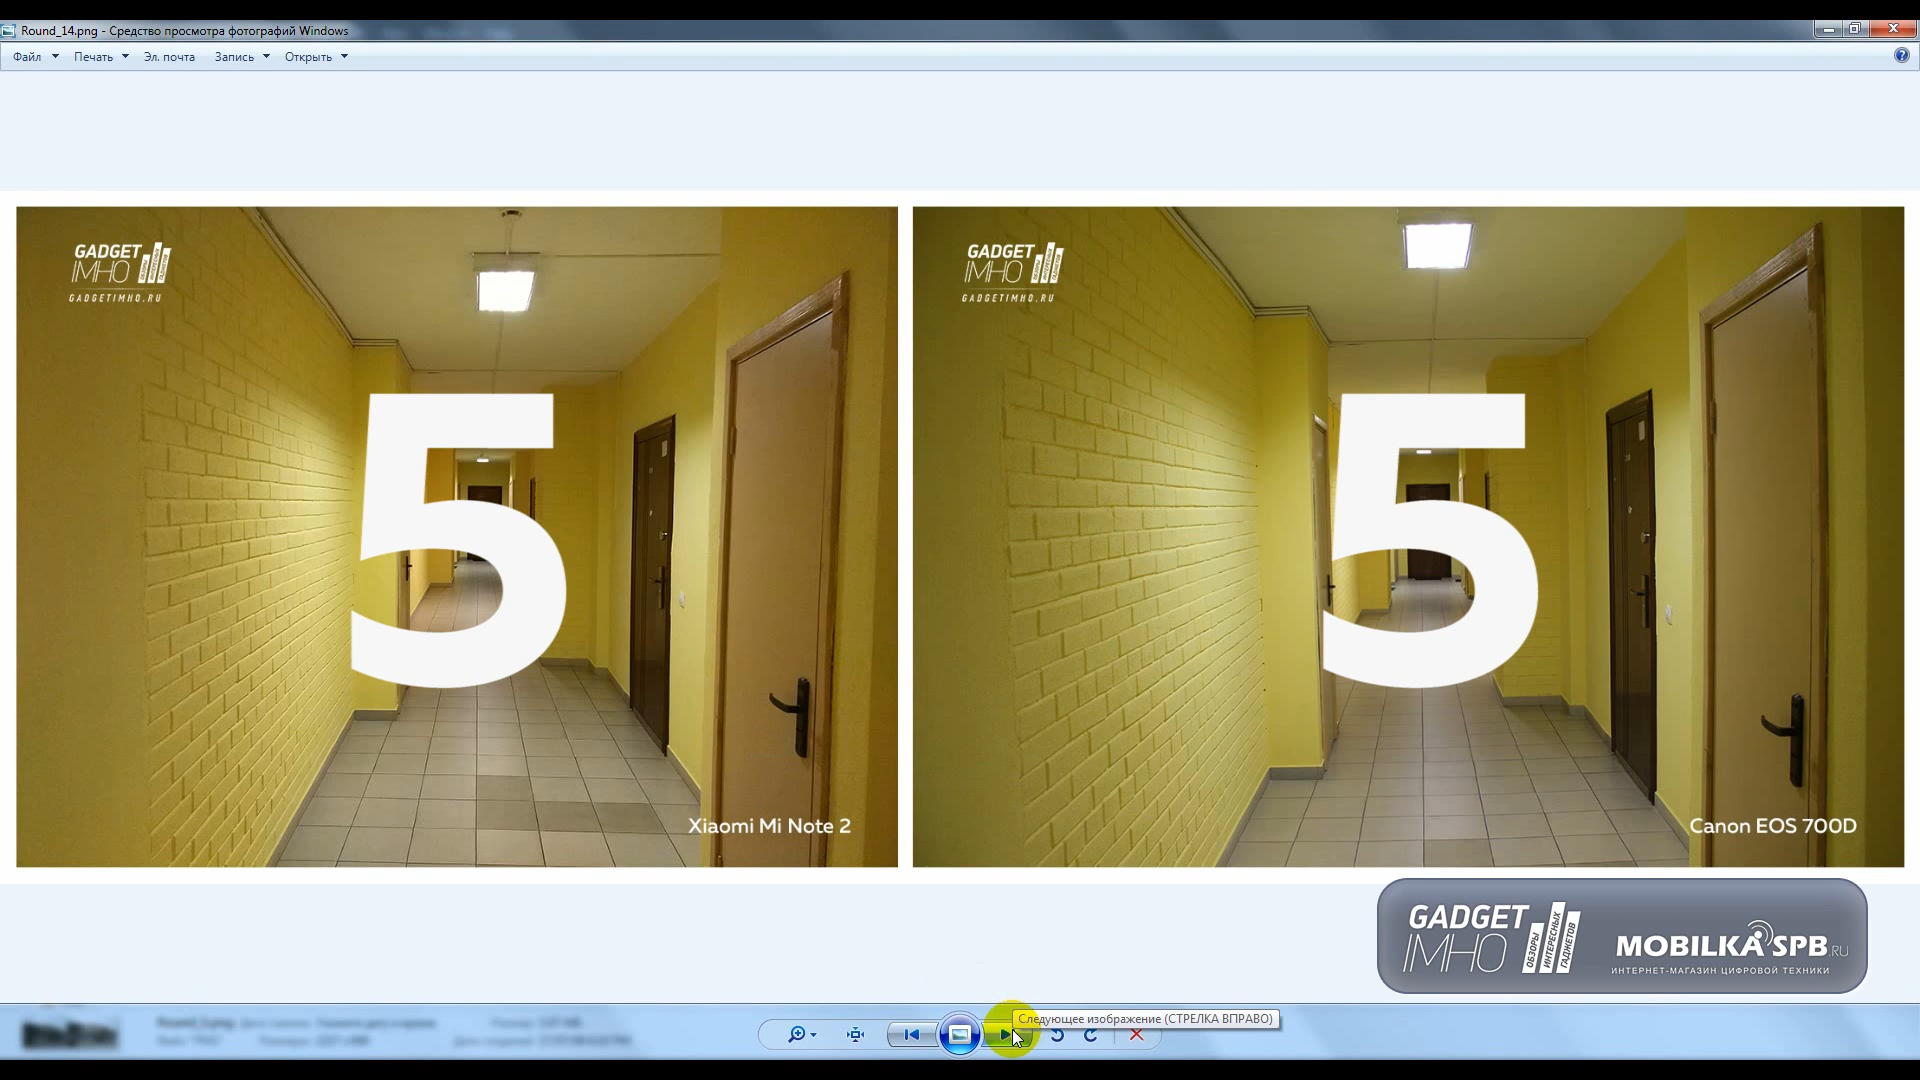 Round_14.png - Средство просмотра фотографий Windows
Файл Печать Эл. почта Запись Открыть
GADGET
IMHO
GADGETIMHO.RU
5
Xiaomi Mi Note 2
GADGET
IMHO
GADGETIMHO.RU
5
Canon EOS 700D
GADGET
IMHO
ОБЗОРЫ
ИНТЕРЕСНЫХ
ГАДЖЕТОВ
MOBILKA SPB.RU
ИНТЕРНЕТ-МАГАЗИН ЦИФРОВОЙ ТЕХНИКИ
Следующее изображение (СТРЕЛКА ВПРАВО)